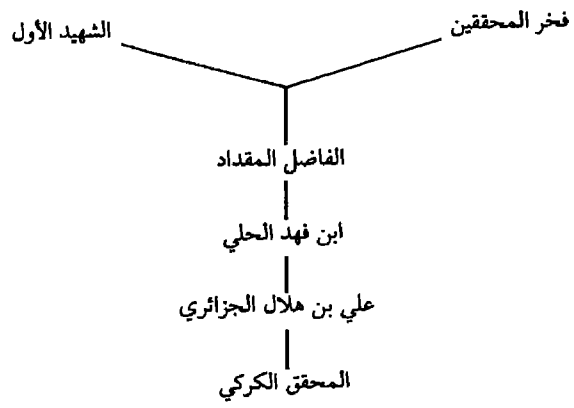 فخر المحققين
الشهيد الأول
الفاضل المقداد
ابن فهد الحلي
علي بن هلال الجزائري
المحقق الكركي